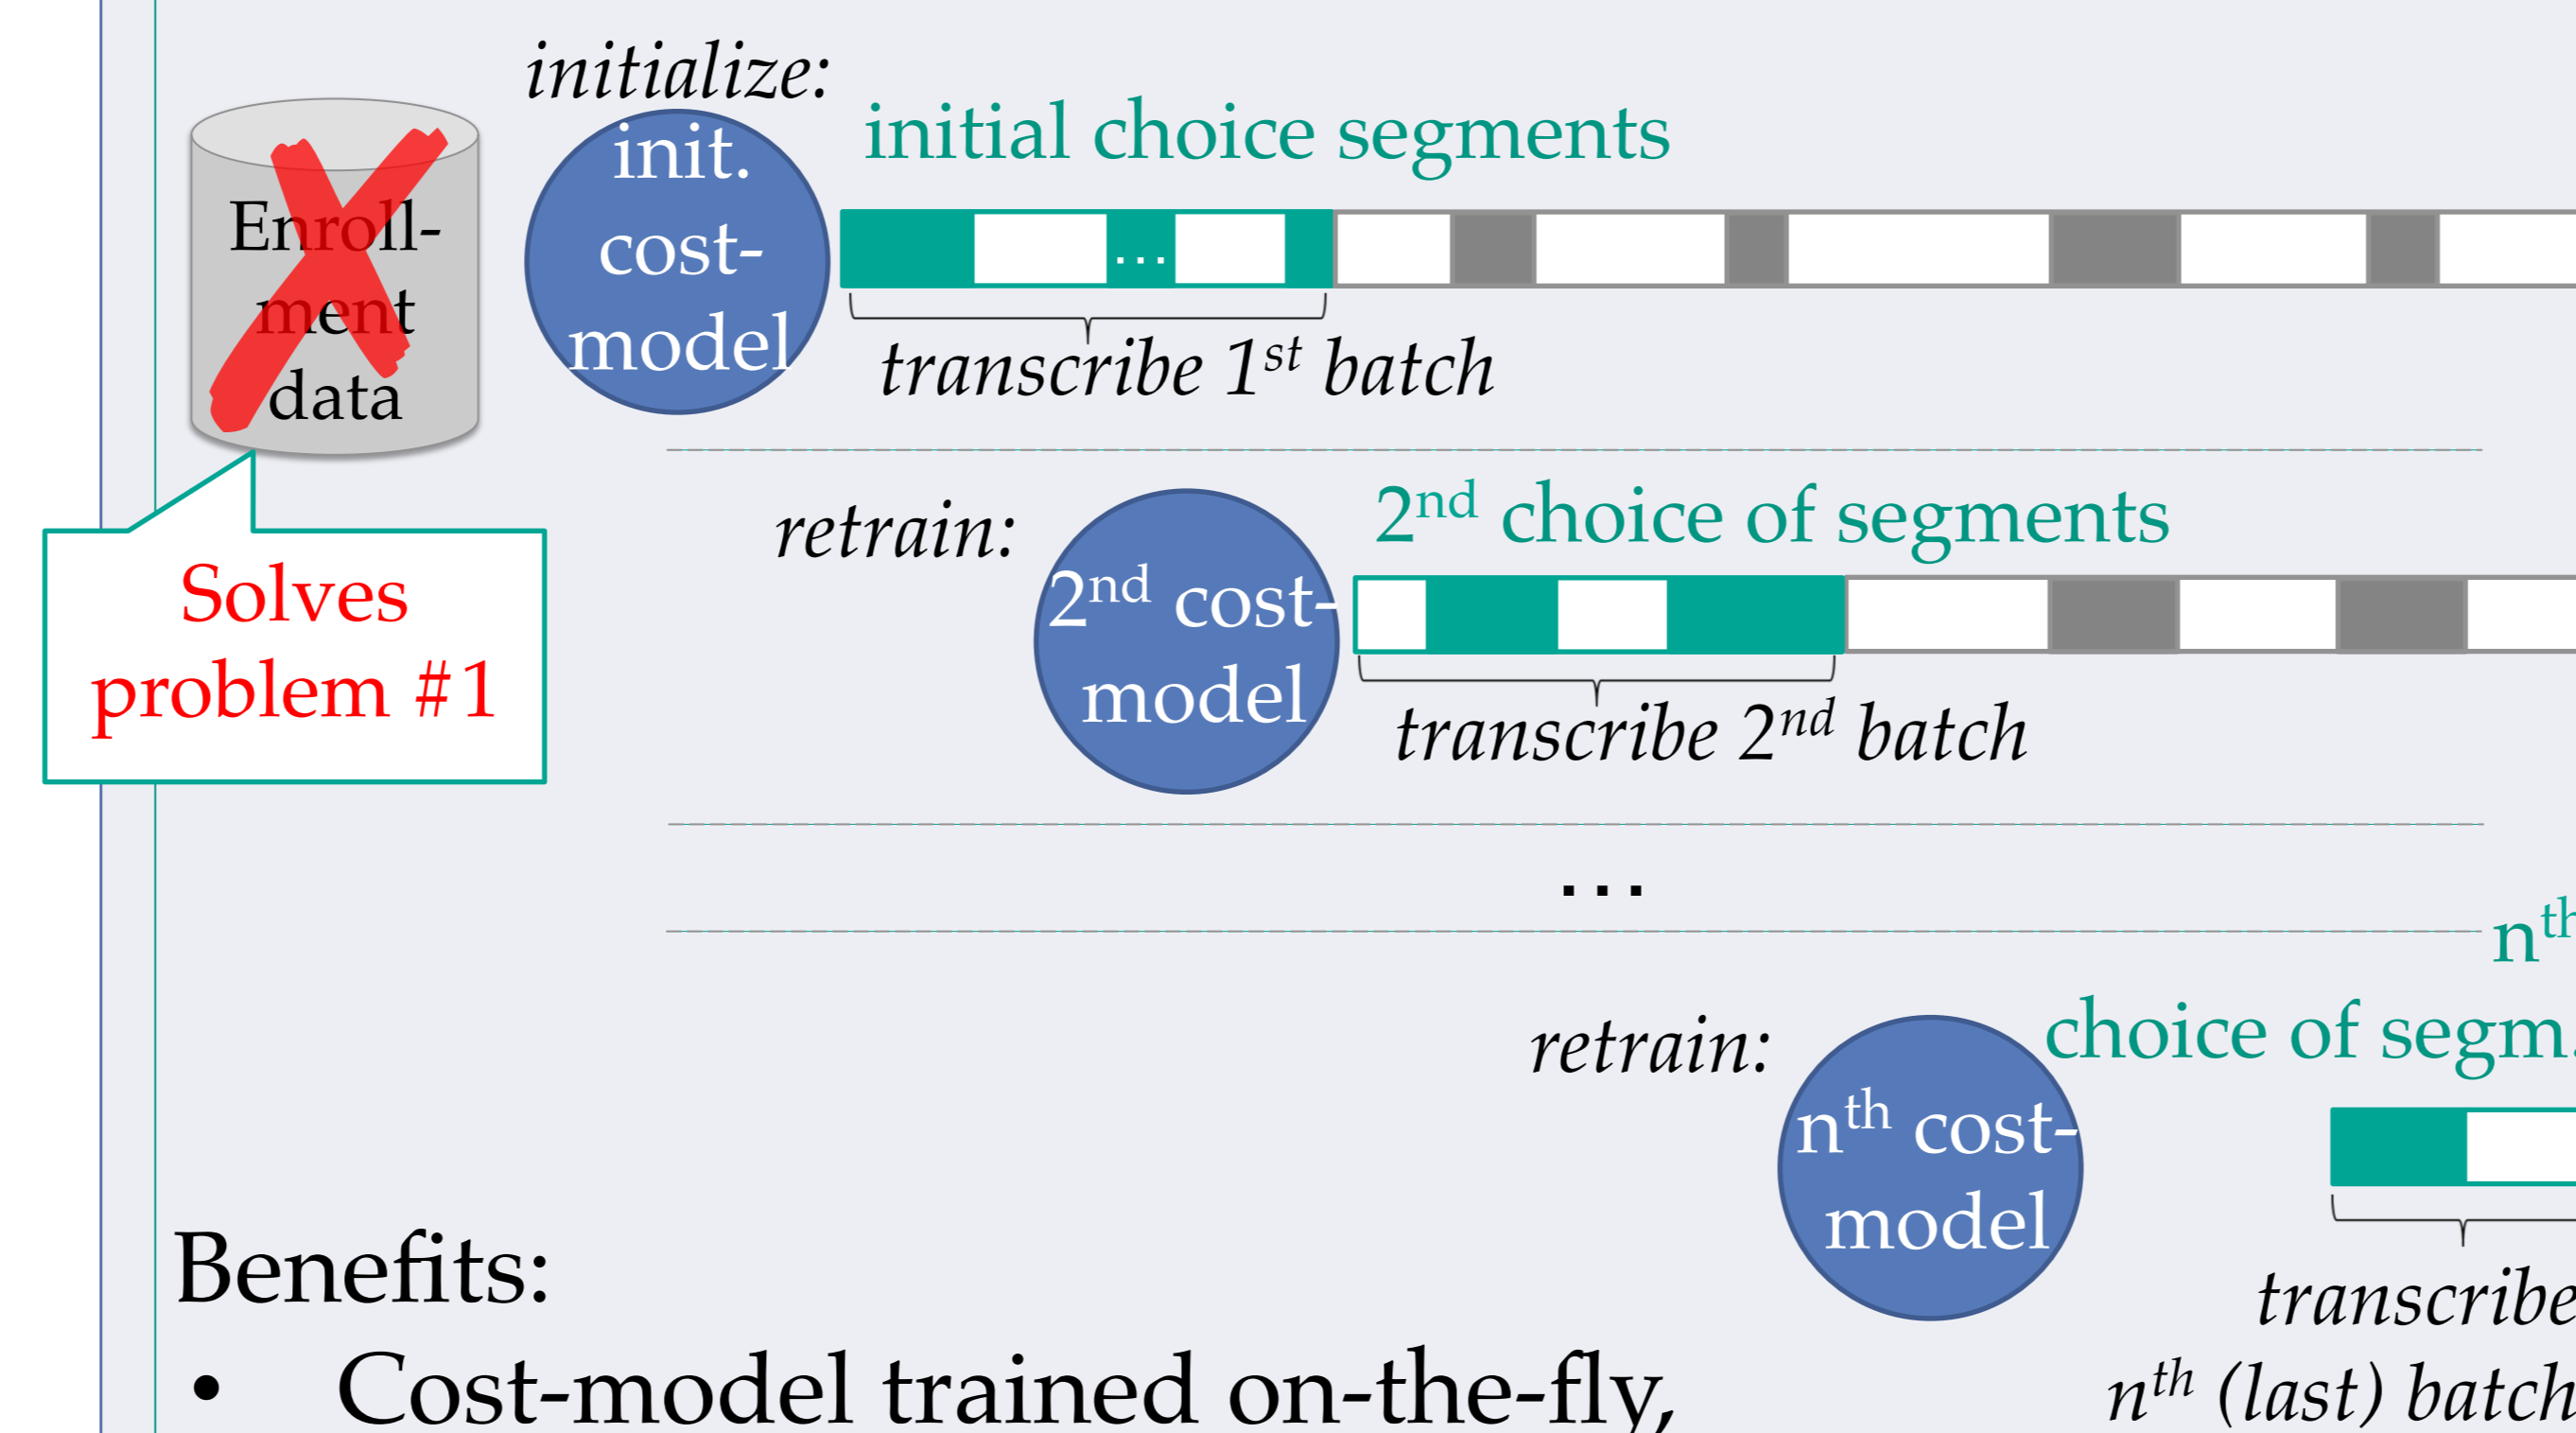 initialize:
init.
cost-
model
initial choice segments
...
transcribe 1st batch
Enroll-
ment
data
Solves
problem #1
retrain:
2nd cost-
model
2nd choice of segments
transcribe 2nd batch
...
nth
choice of segm.
retrain:
nth cost-
model
transcribe
nth (last) batch
Benefits:
• Cost-model trained on-the-fly,